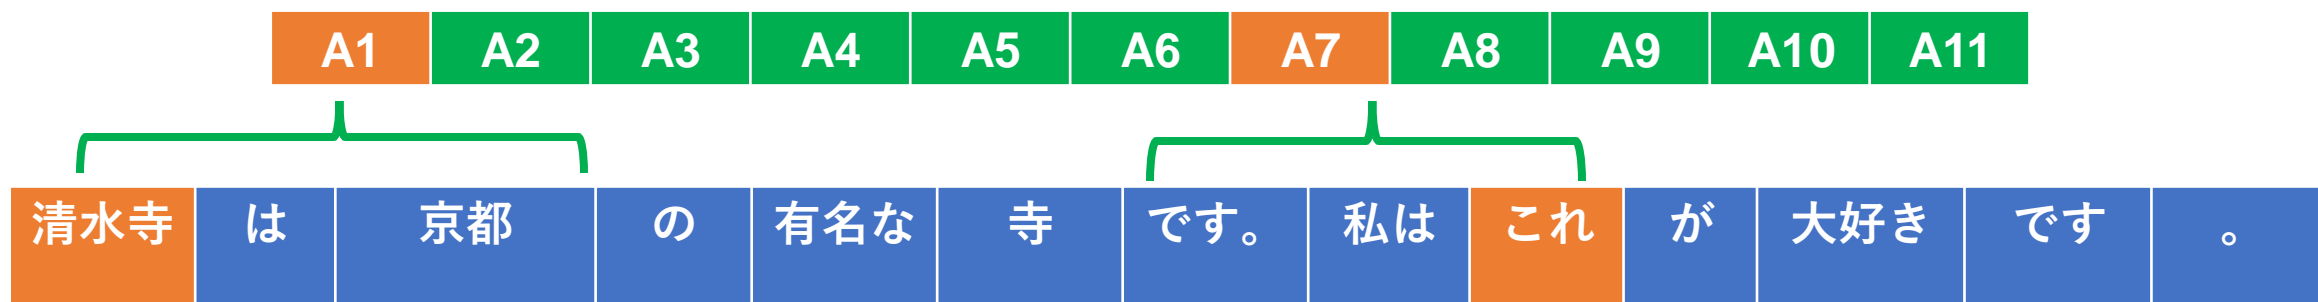 A1 A2 A3 A4 A5 A6 A7 A8 A9 A10 A11
清水寺 は 京都 の 有名な 寺 です。 私は これ が 大好き です 。